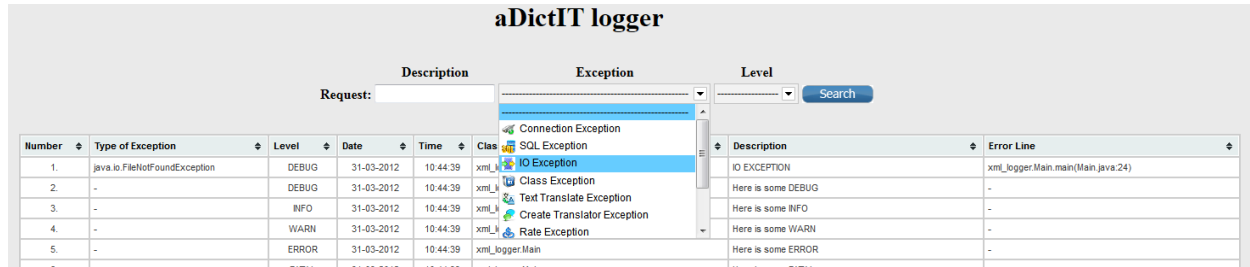 aDictIT logger
Description Exception Level
Request: Search
Connection Exception
SQL Exception
IO Exception
Class Exception
Text Translate Exception
Create Translator Exception
Rate Exception
Number Type of Exception Level Date Time Clas Description Error Line
1. java.io.FileNotFoundException DEBUG 31-03-2012 10:44:39 IO EXCEPTION xml_logger.Main.main(Main.java:24)
2. - DEBUG 31-03-2012 10:44:39 Here is some DEBUG -
3. - INFO 31-03-2012 10:44:39 Here is some INFO -
4. - WARN 31-03-2012 10:44:39 Here is some WARN -
5. - ERROR 31-03-2012 10:44:39 xml_logger.Main Here is some ERROR -